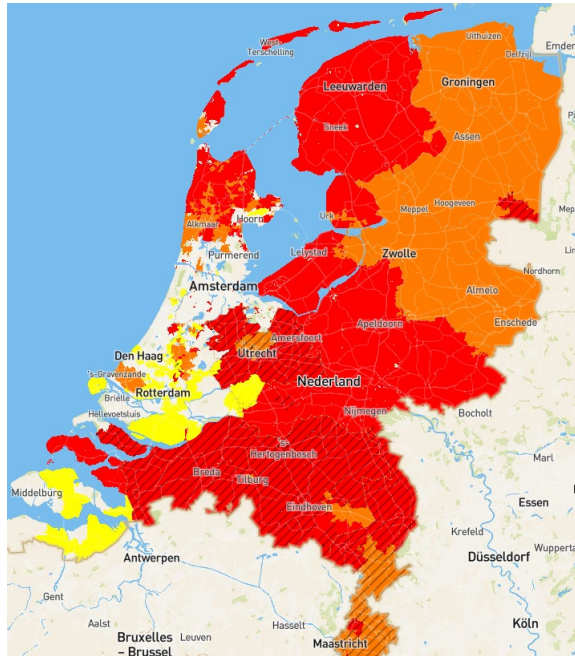 West-
Terschelling
Uithuizen
Delfzijl
Emder
Leeuwarden
Groningen
Sneek
Assen
Urk
Meppel
Hoogeveen
Alkmaar
Hoorn
Lelystad
Zwolle
Purmerend
Nordhorn
Amsterdam
Almelo
Enschede
Apeldoorn
Amersfoort
Den Haag
Utrecht
's-Gravenzande
Rotterdam
Nederland
Brielle
Hellevoetsluis
Nijmegen
Bocholt
's-
Hertogenbosch
Marl
Breda
Tilburg
Middelburg
Eindhoven
Essen
Krefeld
Wupperta
Antwerpen
Düsseldorf
Gent
Aalst
Hasselt
Köln
Bruxelles
– Brussel
Leuven
Maastricht